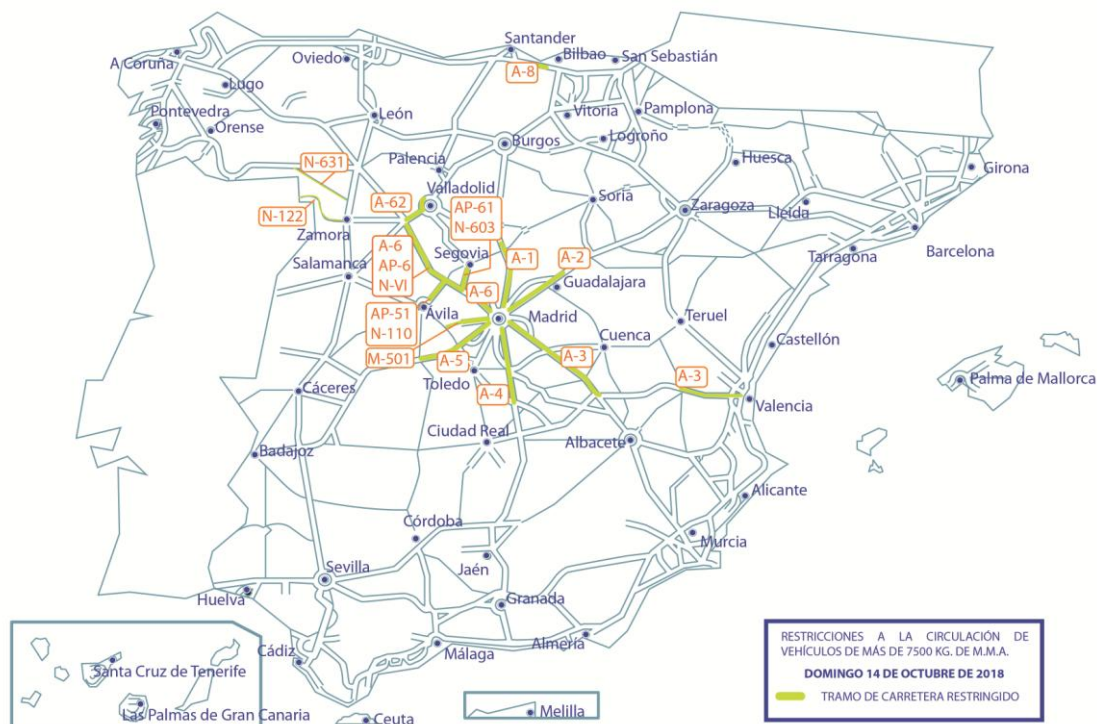 Santander
Bilbao
San Sebastián
A Coruña
Oviedo
A-8
Lugo
Pontevedra
León
Vitoria
Pamplona
Orense
Burgos
Logroño
N-631
Palencia
Huesca
Girona
Valladolid
A-62
AP-61
N-603
Soria
Zaragoza
Lleida
N-122
Zamora
Barcelona
A-6
AP-6
N-VI
Segovia
A-1
A-2
Tarragona
Salamanca
Guadalajara
A-6
Ávila
AP-51
N-110
Madrid
Teruel
Castellón
M-501
A-5
Cuenca
A-3
Toledo
A-3
Palma de Mallorca
Cáceres
A-4
Valencia
Ciudad Real
Albacete
Badajoz
Alicante
Córdoba
Murcia
Jaén
Sevilla
Huelva
Granada
Almería
Cádiz
Málaga
Santa Cruz de Tenerife
Las Palmas de Gran Canaria
Ceuta
Melilla
RESTRICCIONES A LA CIRCULACIÓN DE
VEHÍCULOS DE MÁS DE 7500 KG. DE M.M.A.
DOMINGO 14 DE OCTUBRE DE 2018
TRAMO DE CARRETERA RESTRINGIDO